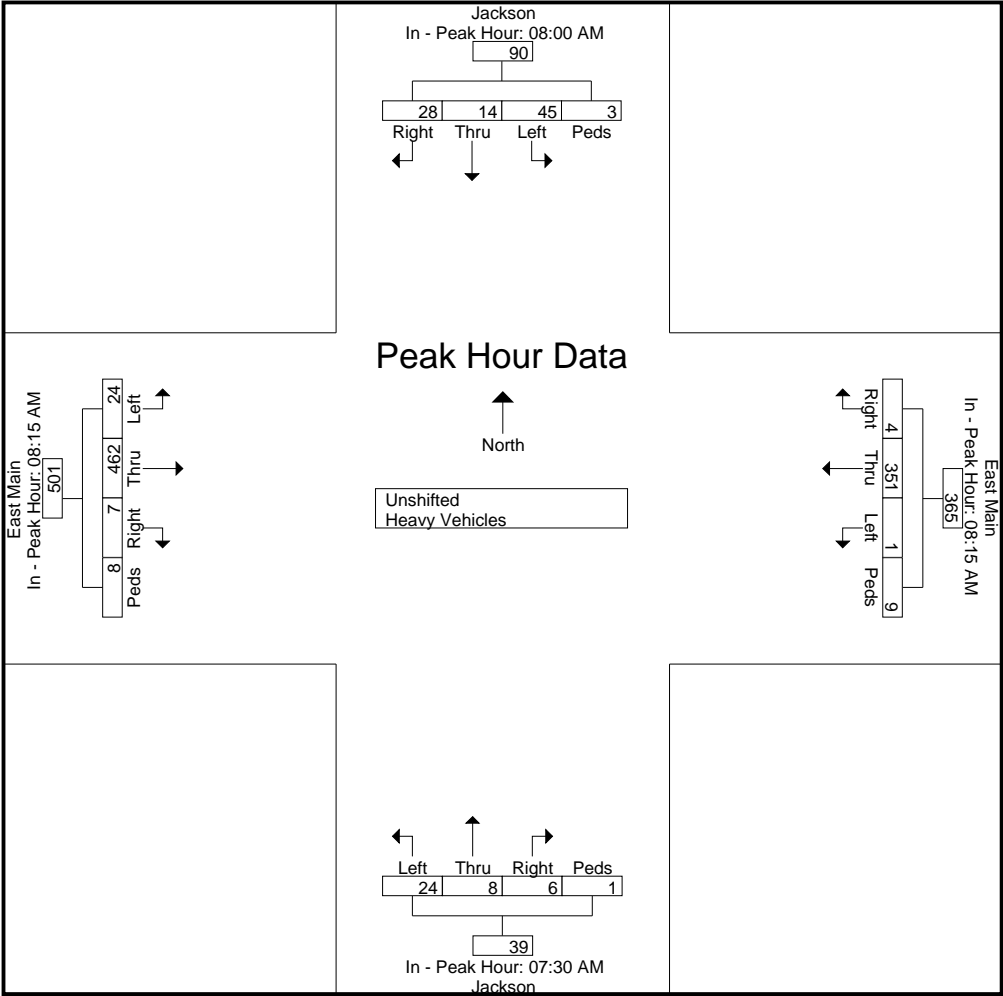 Jackson
In - Peak Hour: 08:00 AM
90
28 14 45 3
Right Thru Left Peds
Peak Hour Data
North
Unshifted
Heavy Vehicles
East Main
In - Peak Hour: 08:15 AM
501
24 462 7 8
Left Thru Right Peds
East Main
In - Peak Hour: 08:15 AM
365
4 351 1 9
Right Thru Left Peds
Left Thru Right Peds
24 8 6 1
39
In - Peak Hour: 07:30 AM
Jackson